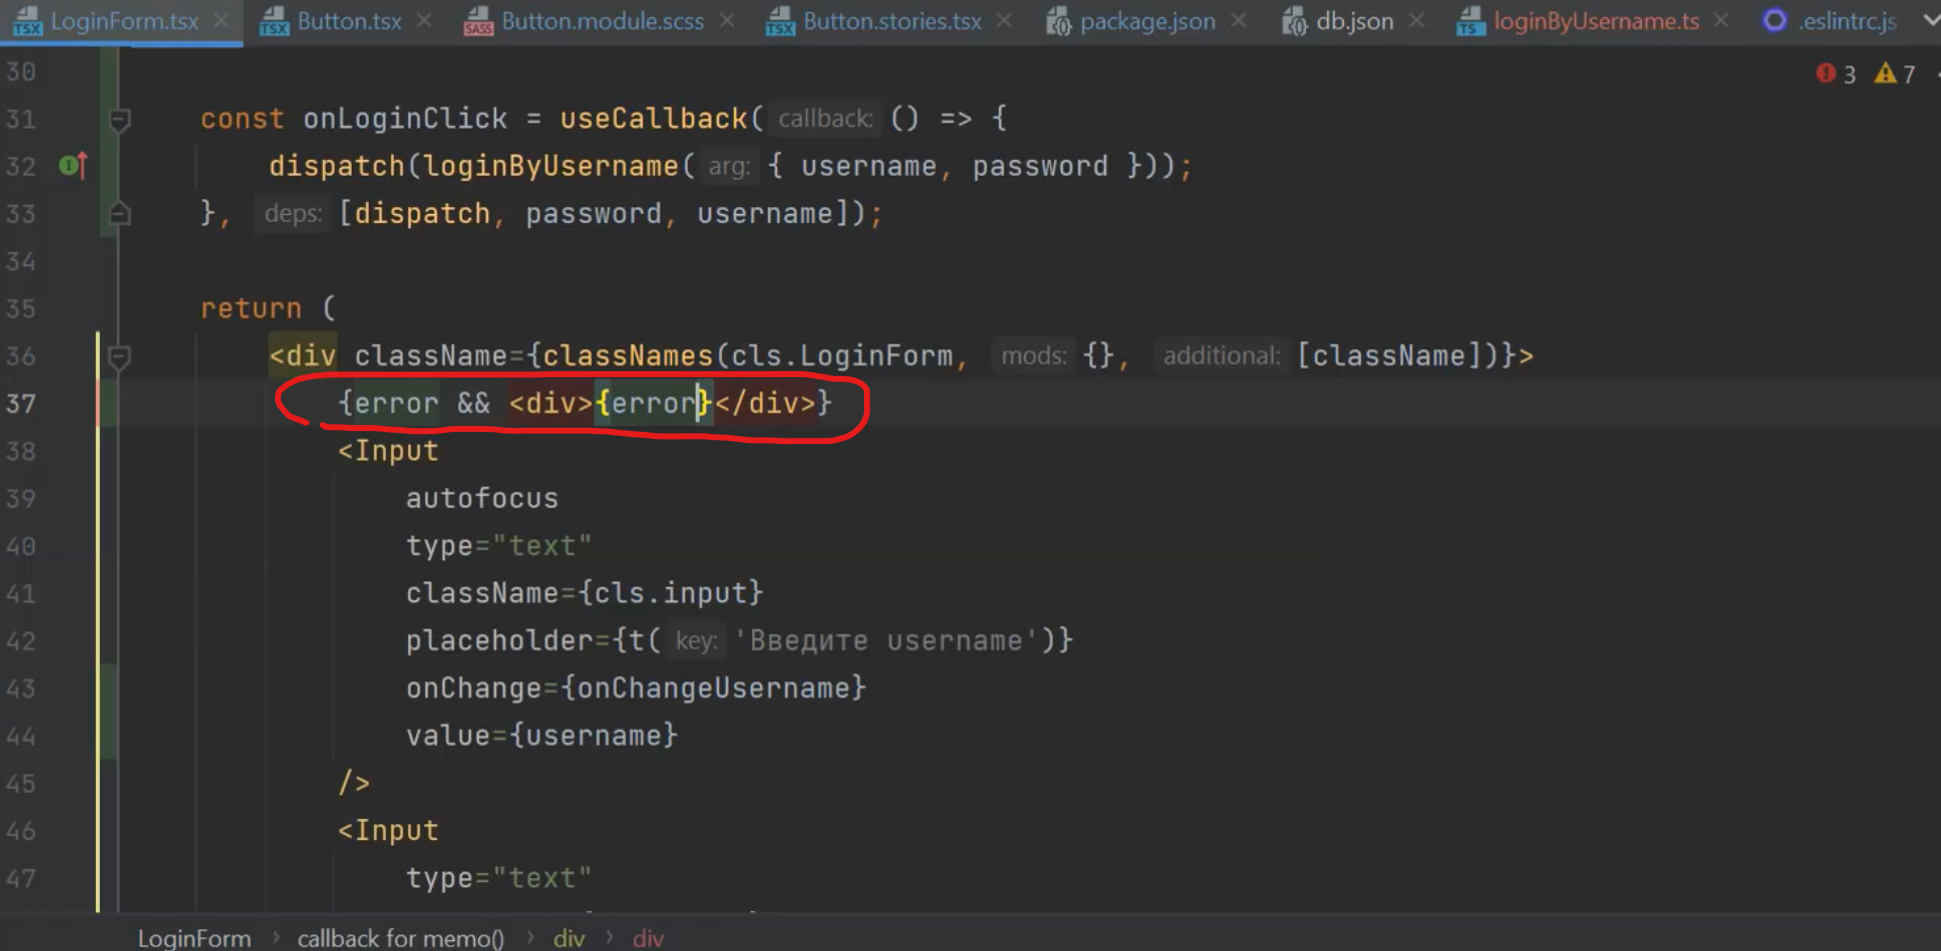 LoginForm.tsx Button.tsx Button.module.scss Button.stories.tsx package.json db.json loginByUsername.ts .eslintrc.js
30 3 7
31 const onLoginClick = useCallback( callback: () => {
32 dispatch(loginByUsername( arg: { username, password }));
33 }, deps: [dispatch, password, username]);
34
35 return (
36 <div className={classNames(cls.LoginForm, mods: {}, additional: [className])}>
37 {error && <div>{error}</div>}
38 <Input
39 autofocus
40 type="text"
41 className={cls.input}
42 placeholder={t( key: 'Введите username')}
43 onChange={onChangeUsername}
44 value={username}
45 />
46 <Input
47 type="text"
LoginForm › callback for memo() › div › div